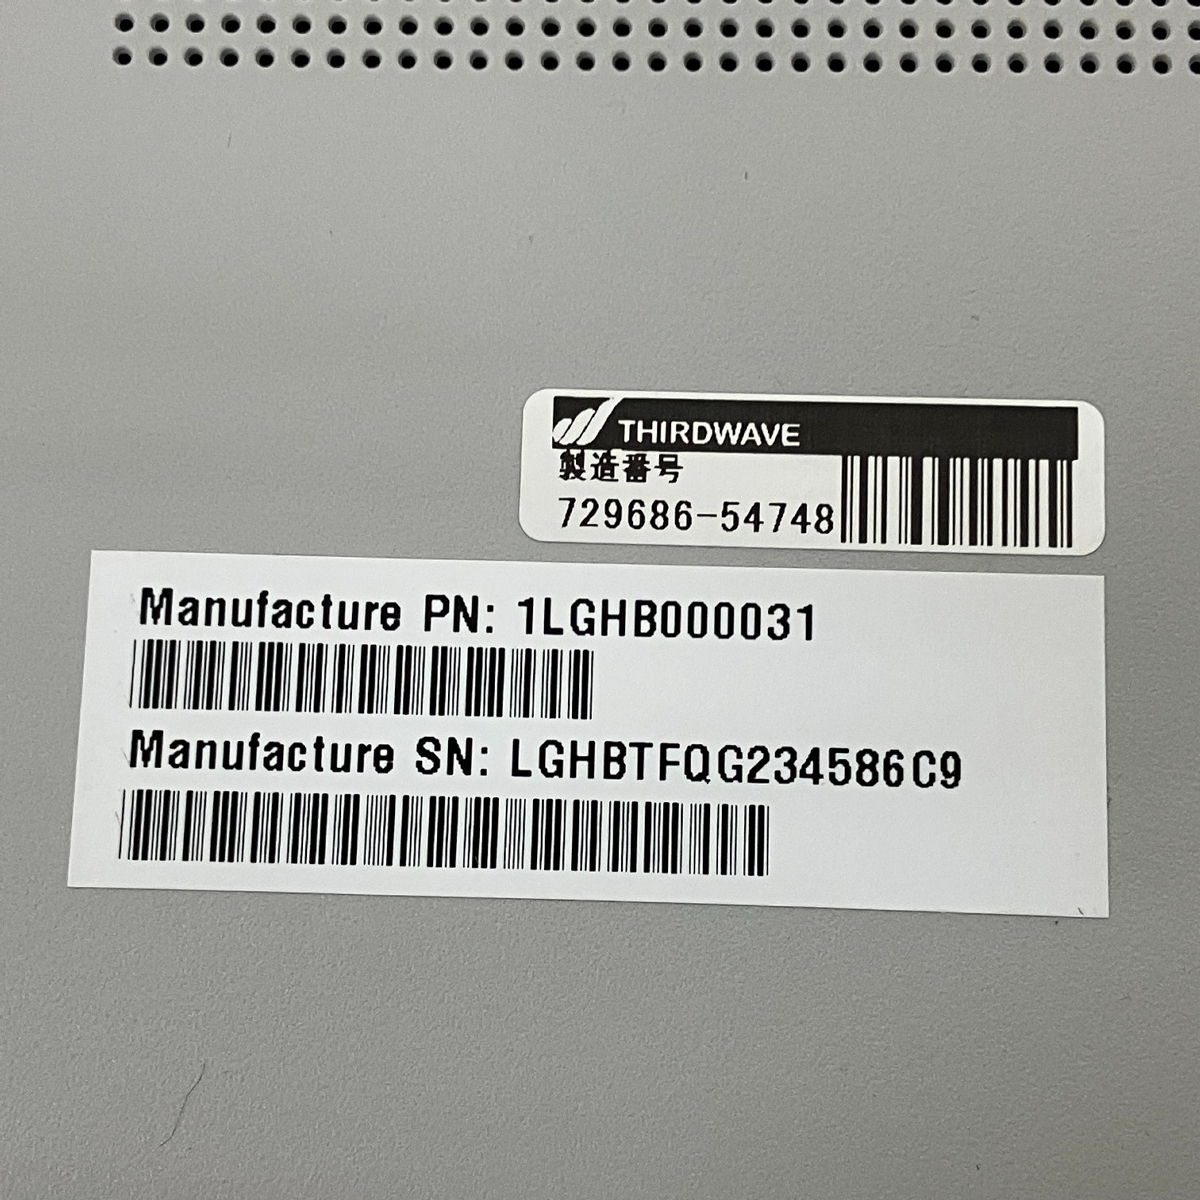 THIRDWAVE
製造番号
729686-54748
Manufacture PN: 1LGHB000031
Manufacture SN: LGHBTFQG234586C9